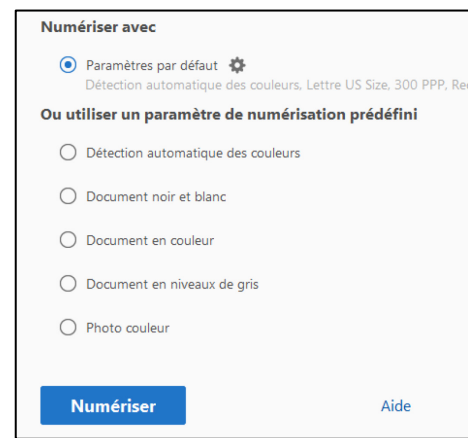 Numériser avec
Paramètres par défaut
Détection automatique des couleurs, Lettre US Size, 300 PPP,
Ou utiliser un paramètre de numérisation prédéfini
Détection automatique des couleurs
Document noir et blanc
Document en couleur
Document en niveaux de gris
Photo couleur
Numériser
Aide